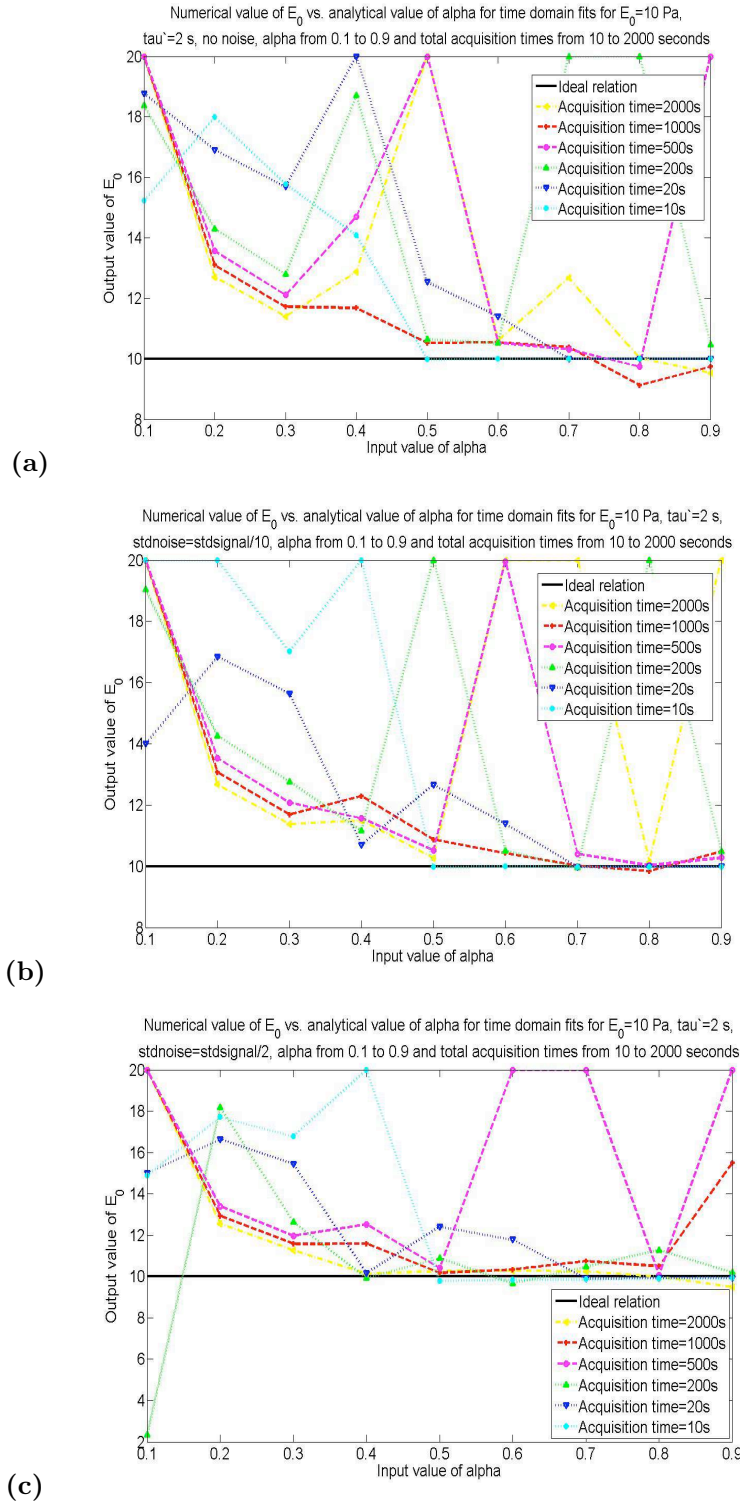 Numerical value of E0 vs. analytical value of alpha for time domain fits for E0=10 Pa,
tau`=2 s, no noise, alpha from 0.1 to 0.9 and total acquisition times from 10 to 2000 seconds
20
18
16
14
12
10
8
Output value of E0
Ideal relation
Acquisition time=2000s
Acquisition time=1000s
Acquisition time=500s
Acquisition time=200s
Acquisition time=20s
Acquisition time=10s
0.1 0.2 0.3 0.4 0.5 0.6 0.7 0.8 0.9
Input value of alpha
(a)
Numerical value of E0 vs. analytical value of alpha for time domain fits for E0=10 Pa, tau`=2 s,
stdnoise=stdsignal/10, alpha from 0.1 to 0.9 and total acquisition times from 10 to 2000 seconds
20
18
16
14
12
10
8
Output value of E0
Ideal relation
Acquisition time=2000s
Acquisition time=1000s
Acquisition time=500s
Acquisition time=200s
Acquisition time=20s
Acquisition time=10s
0.1 0.2 0.3 0.4 0.5 0.6 0.7 0.8 0.9
Input value of alpha
(b)
Numerical value of E0 vs. analytical value of alpha for time domain fits for E0=10 Pa, tau`=2 s,
stdnoise=stdsignal/2, alpha from 0.1 to 0.9 and total acquisition times from 10 to 2000 seconds
20
18
16
14
12
10
8
6
4
2
Output value of E0
Ideal relation
Acquisition time=2000s
Acquisition time=1000s
Acquisition time=500s
Acquisition time=200s
Acquisition time=20s
Acquisition time=10s
0.1 0.2 0.3 0.4 0.5 0.6 0.7 0.8 0.9
Input value of alpha
(c)